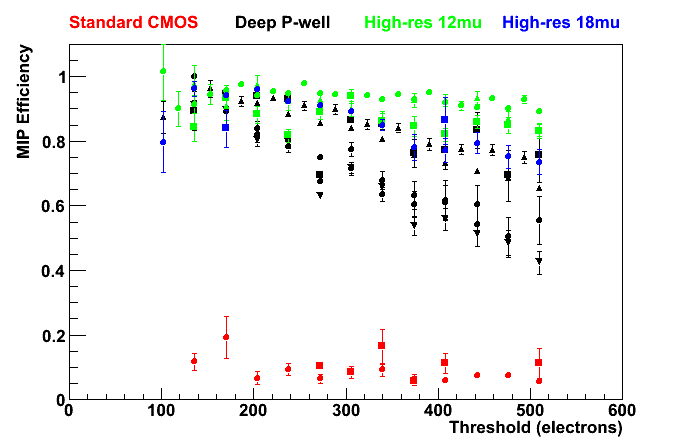 Standard CMOS Deep P-well High-res 12mu High-res 18mu
MIP Efficiency
1
0.8
0.6
0.4
0.2
0
0 100 200 300 400 500 600
Threshold (electrons)